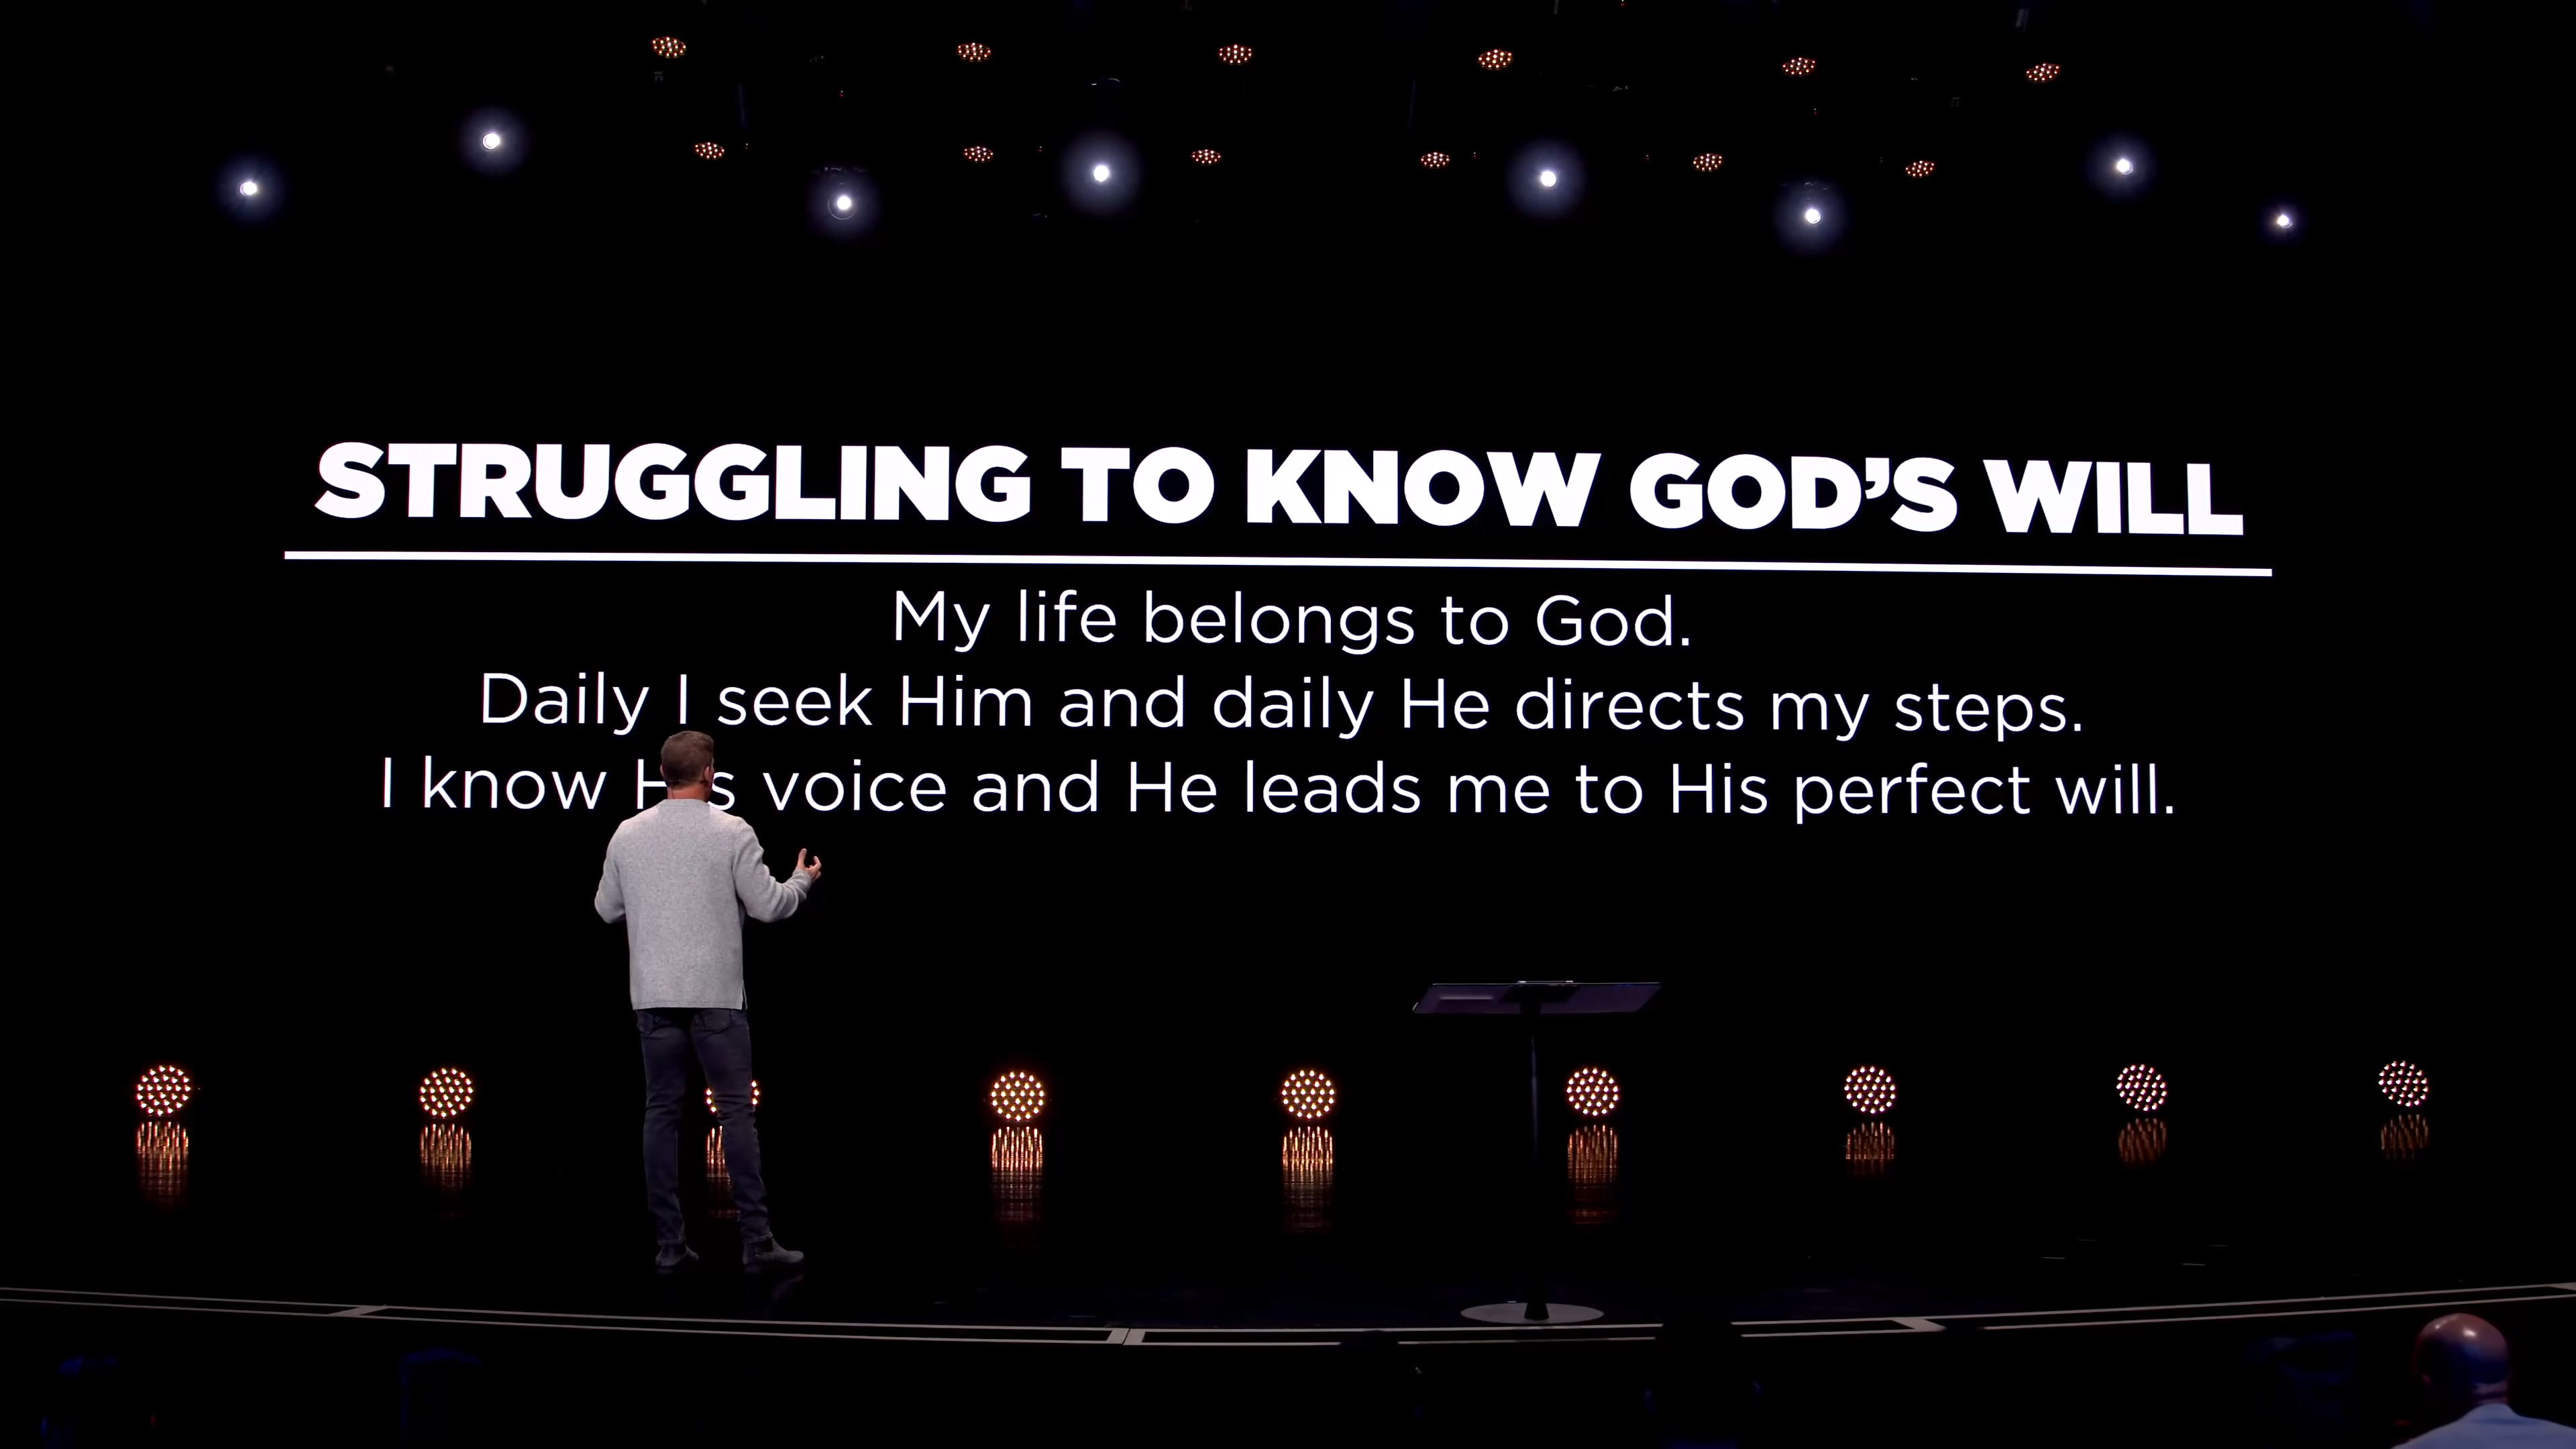 STRUGGLING TO KNOW GOD'S WILL
My life belongs to God.
Daily I seek Him and daily He directs my steps.
I know His voice and He leads me to His perfect will.